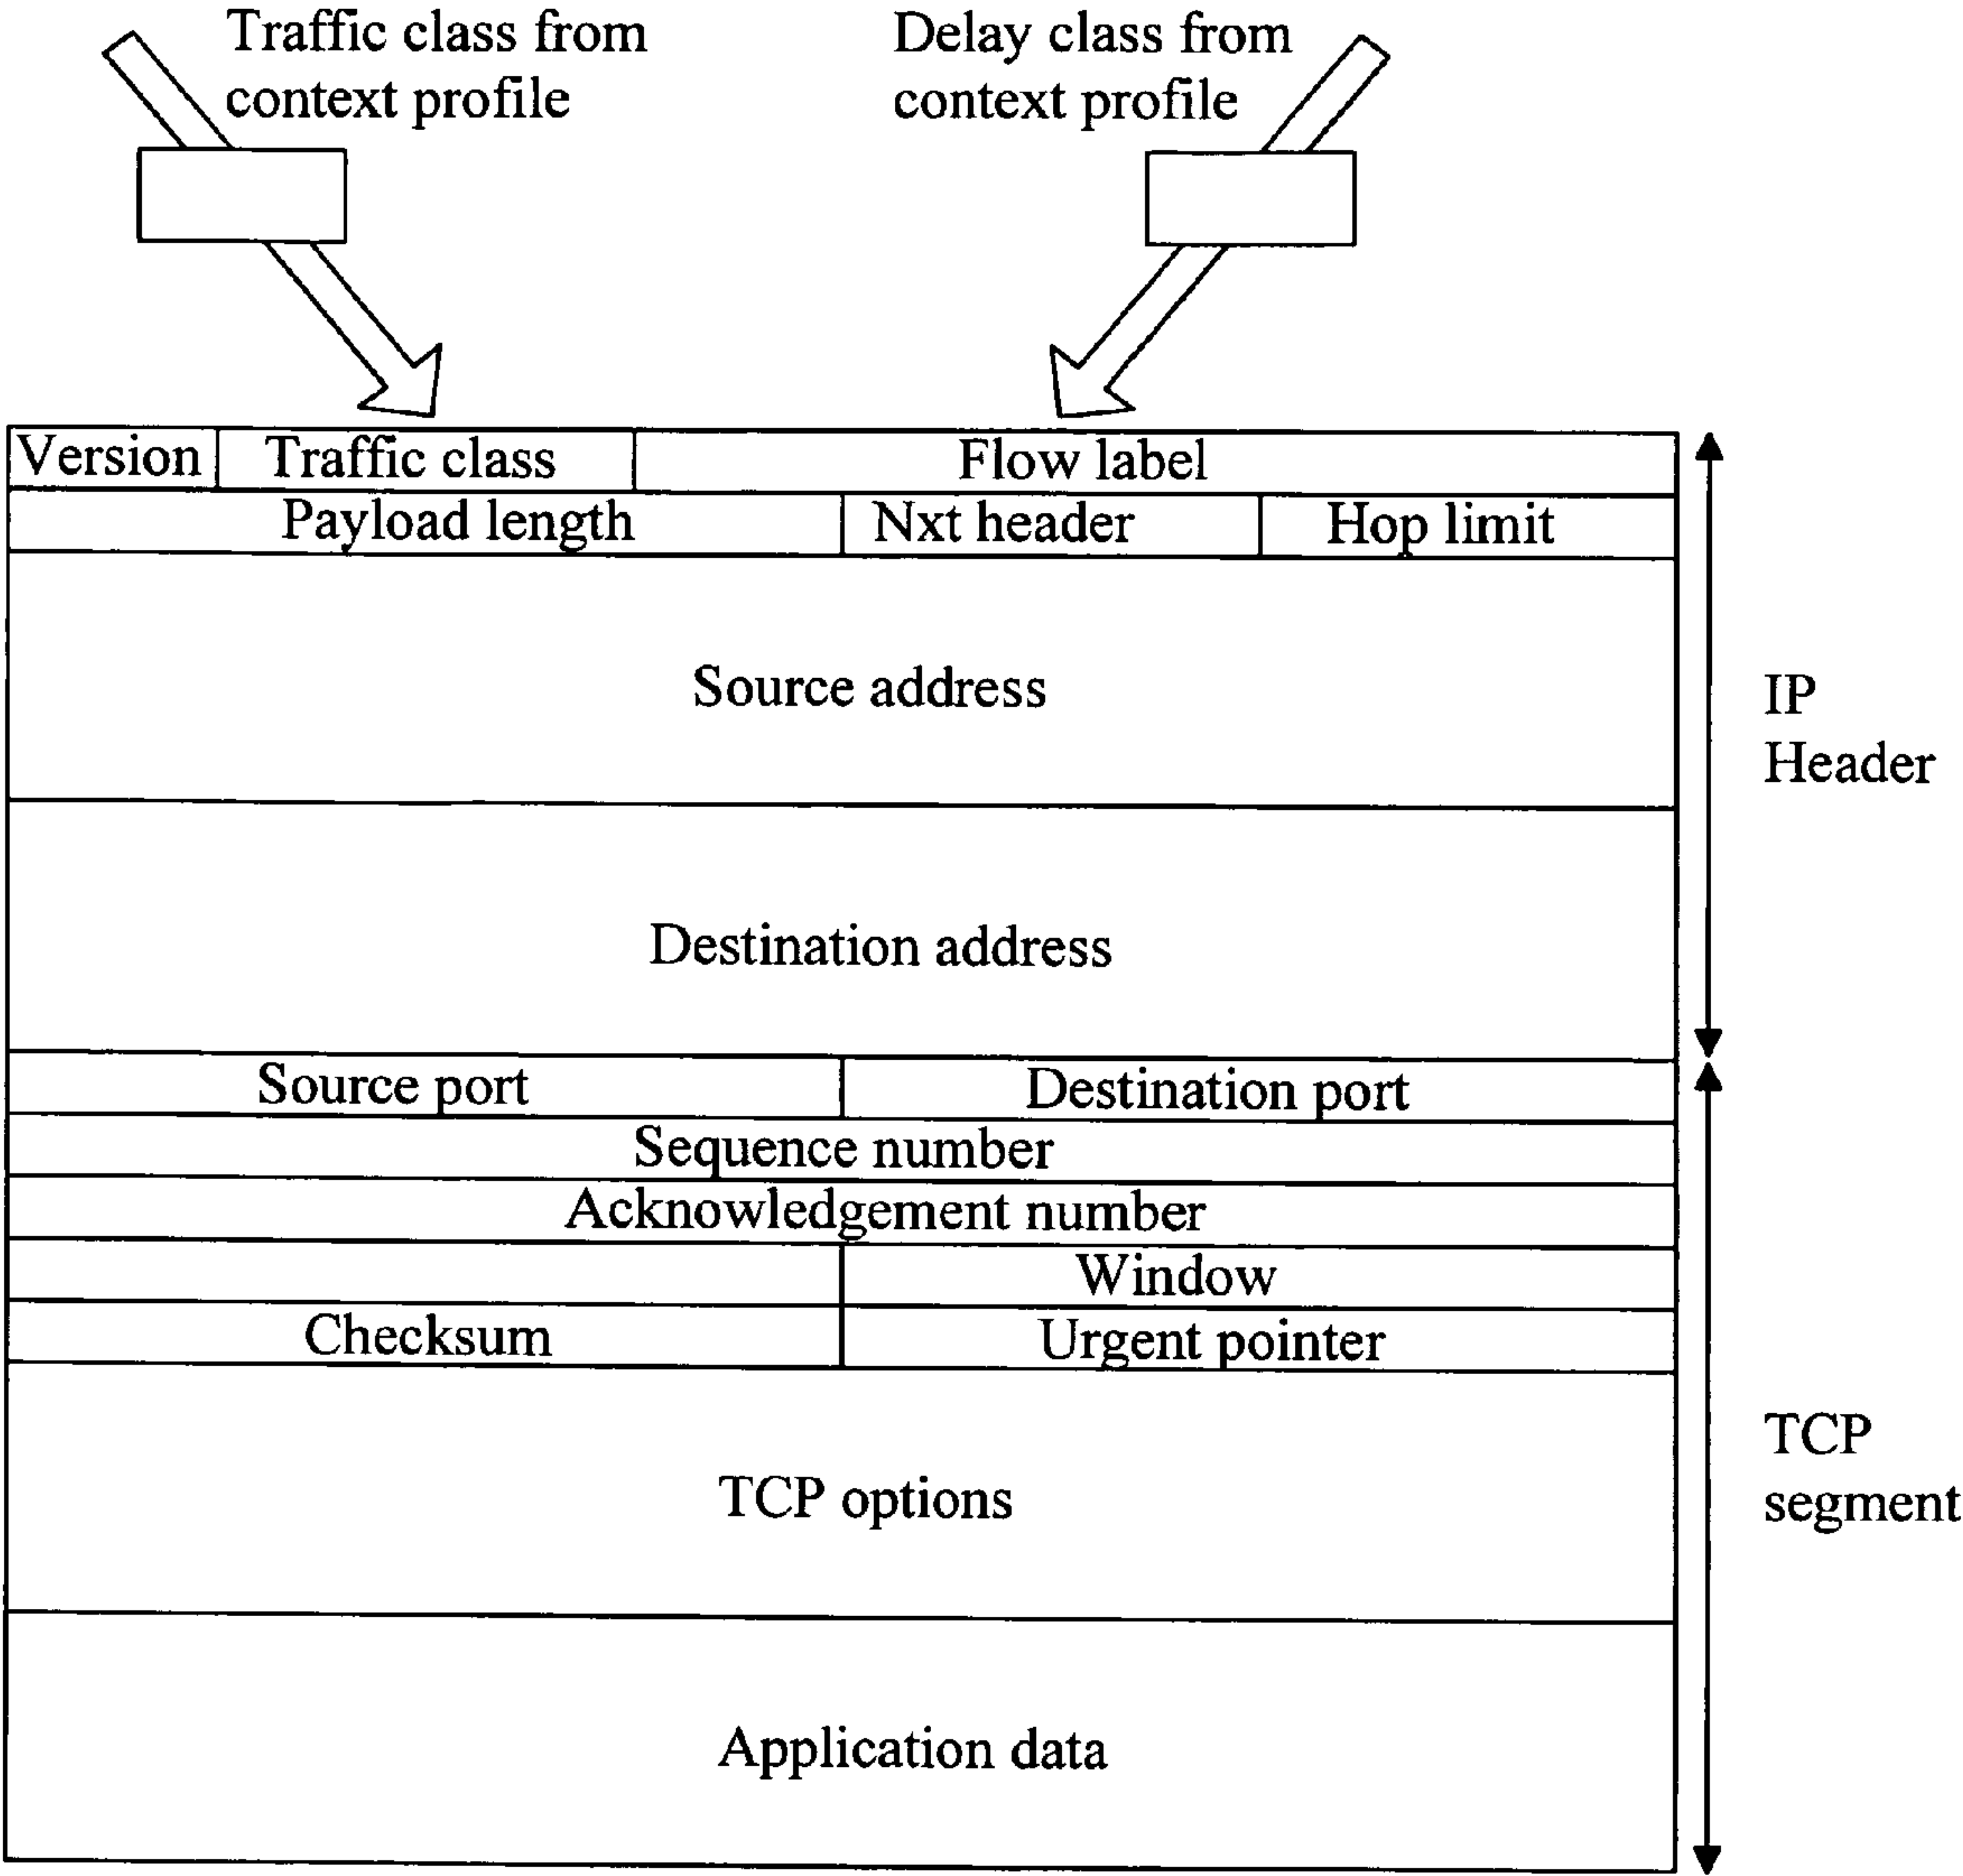 Traffic class from
context profile
Delay class from
context profile
Version Traffic class Flow label
Payload length Nxt header Hop limit
Source address
IP
Header
Destination address
Source port Destination port
Sequence number
Acknowledgement number
Window
Checksum Urgent pointer
TCP options
TCP
segment
Application data